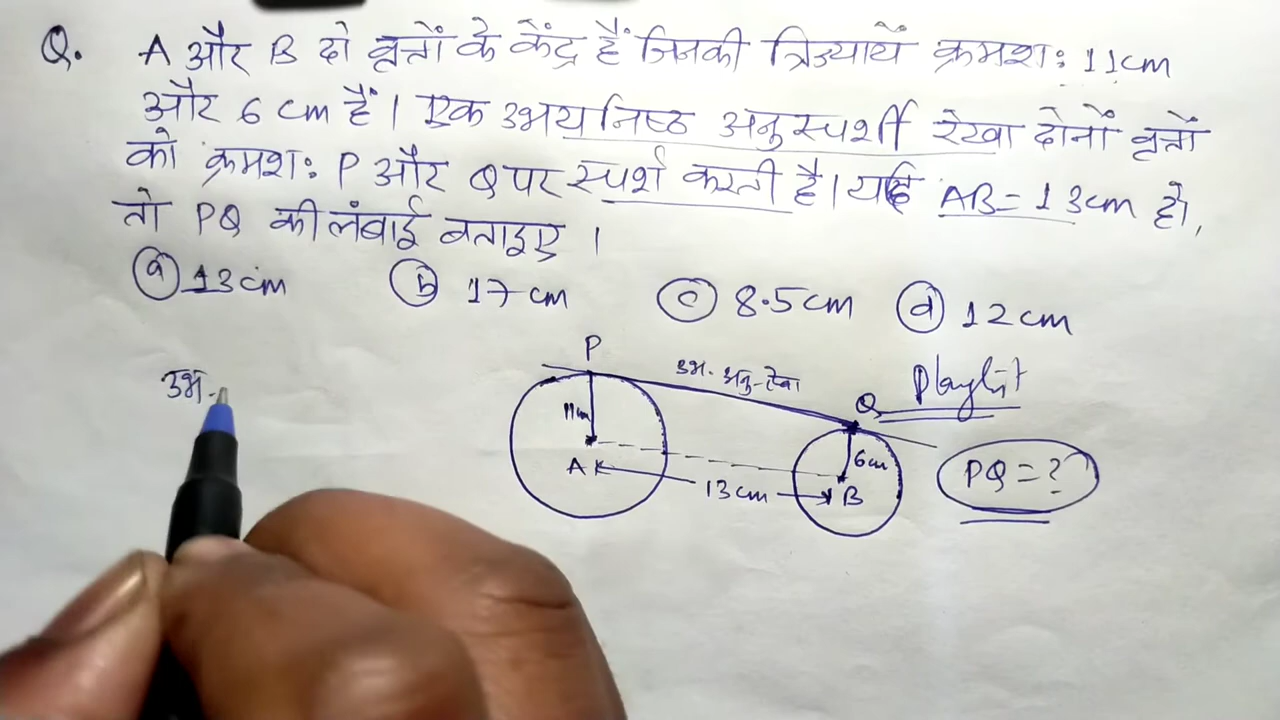 Q. A और B दो वृत्तों के केंद्र हैं जिनकी त्रिज्यायें क्रमशः 11cm
और 6 cm हैं। एक उभयनिष्ठ अनुस्पर्शी रेखा दोनों वृत्तों
को क्रमशः P और Q पर स्पर्श करती है। यदि AB = 13cm हो,
तो PQ की लंबाई बताइए ।
(a) 13cm (b) 17 cm (c) 8.5cm (d) 12cm
उभ.
P
उभ. अनु. रेखा
Playlist
Q
11cm
6cm
A
13cm
B
PQ = ?